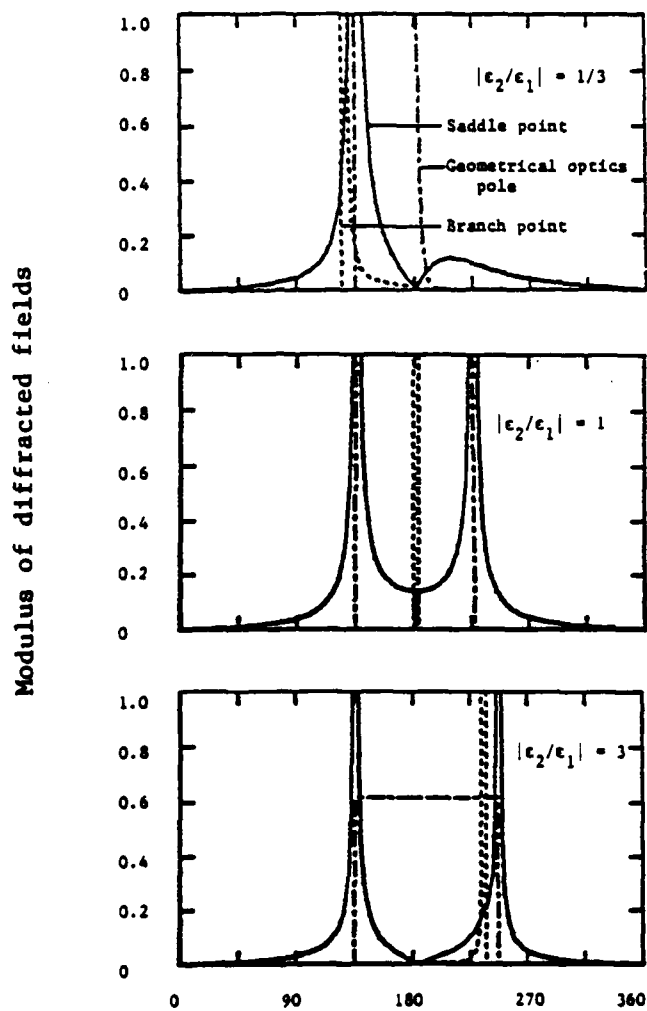 Modulus of diffracted fields
1.0
0.8
0.6
0.4
0.2
0
|ε₂/ε₁| = 1/3
Saddle point
Geometrical optics
pole
Branch point
1.0
0.8
0.6
0.4
0.2
0
|ε₂/ε₁| = 1
1.0
0.8
0.6
0.4
0.2
0
|ε₂/ε₁| = 3
0 90 180 270 360